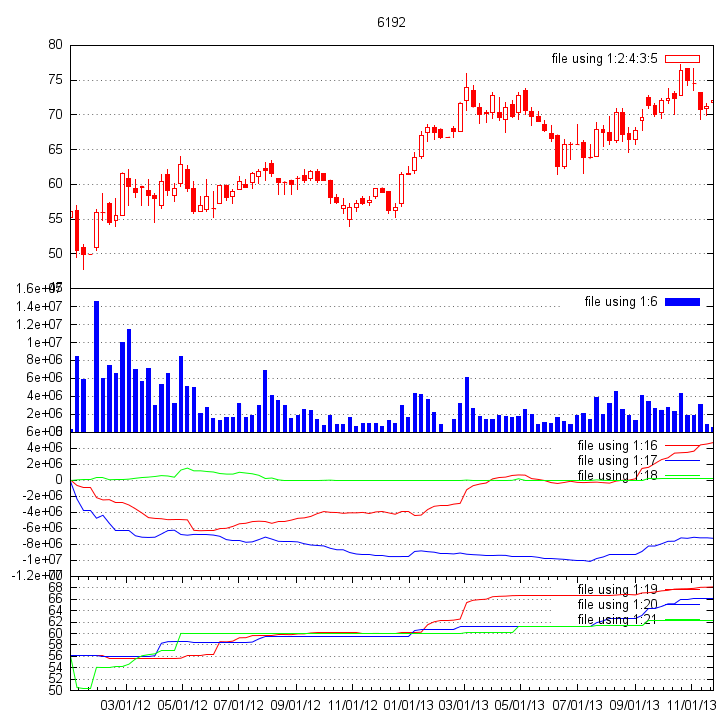 6192
80
file using 1:2:4:3:5
75
70
65
60
55
50
1.6e+07
file using 1:6
1.4e+07
1.2e+07
1e+07
8e+06
6e+06
4e+06
2e+06
4e+06
file using 1:16
2e+06
file using 1:17
0
file using 1:18
-2e+06
-4e+06
-6e+06
-8e+06
-1e+07
-1.2e+07
68
file using 1:19
66
64
file using 1:20
62
file using 1:21
60
58
56
54
52
50
03/01/12 05/01/12 07/01/12 09/01/12 11/01/12 01/01/13 03/01/13 05/01/13 07/01/13 09/01/13 11/01/13